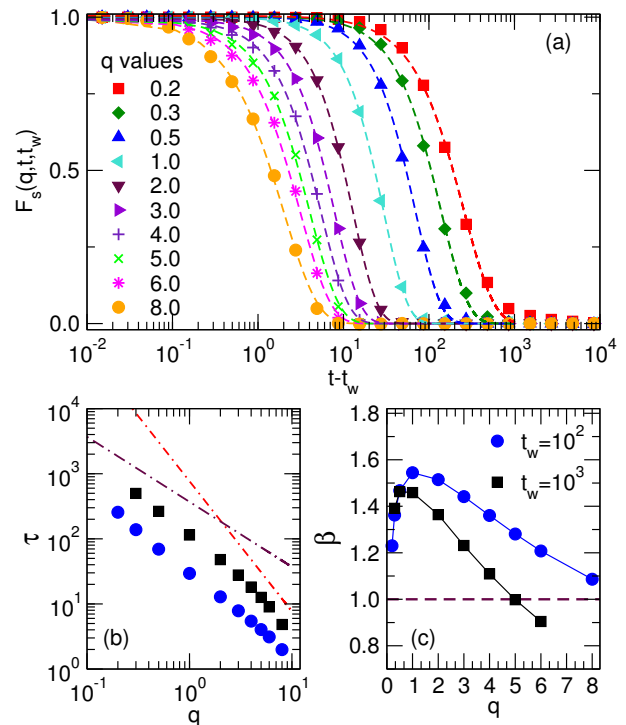 1.0
0.5
0.0
F_s(q,t,t_w)
(a)
q values
0.2
0.3
0.5
1.0
2.0
3.0
4.0
5.0
6.0
8.0
10^-2 10^-1 10^0 10^1 10^2 10^3 10^4
t-t_w
10^4
10^3
10^2
10^1
10^0
τ
(b)
10^-1 10^0 10^1
q
1.8
1.6
1.4
1.2
1.0
0.8
β
t_w=10^2
t_w=10^3
(c)
0 1 2 3 4 5 6 7 8
q